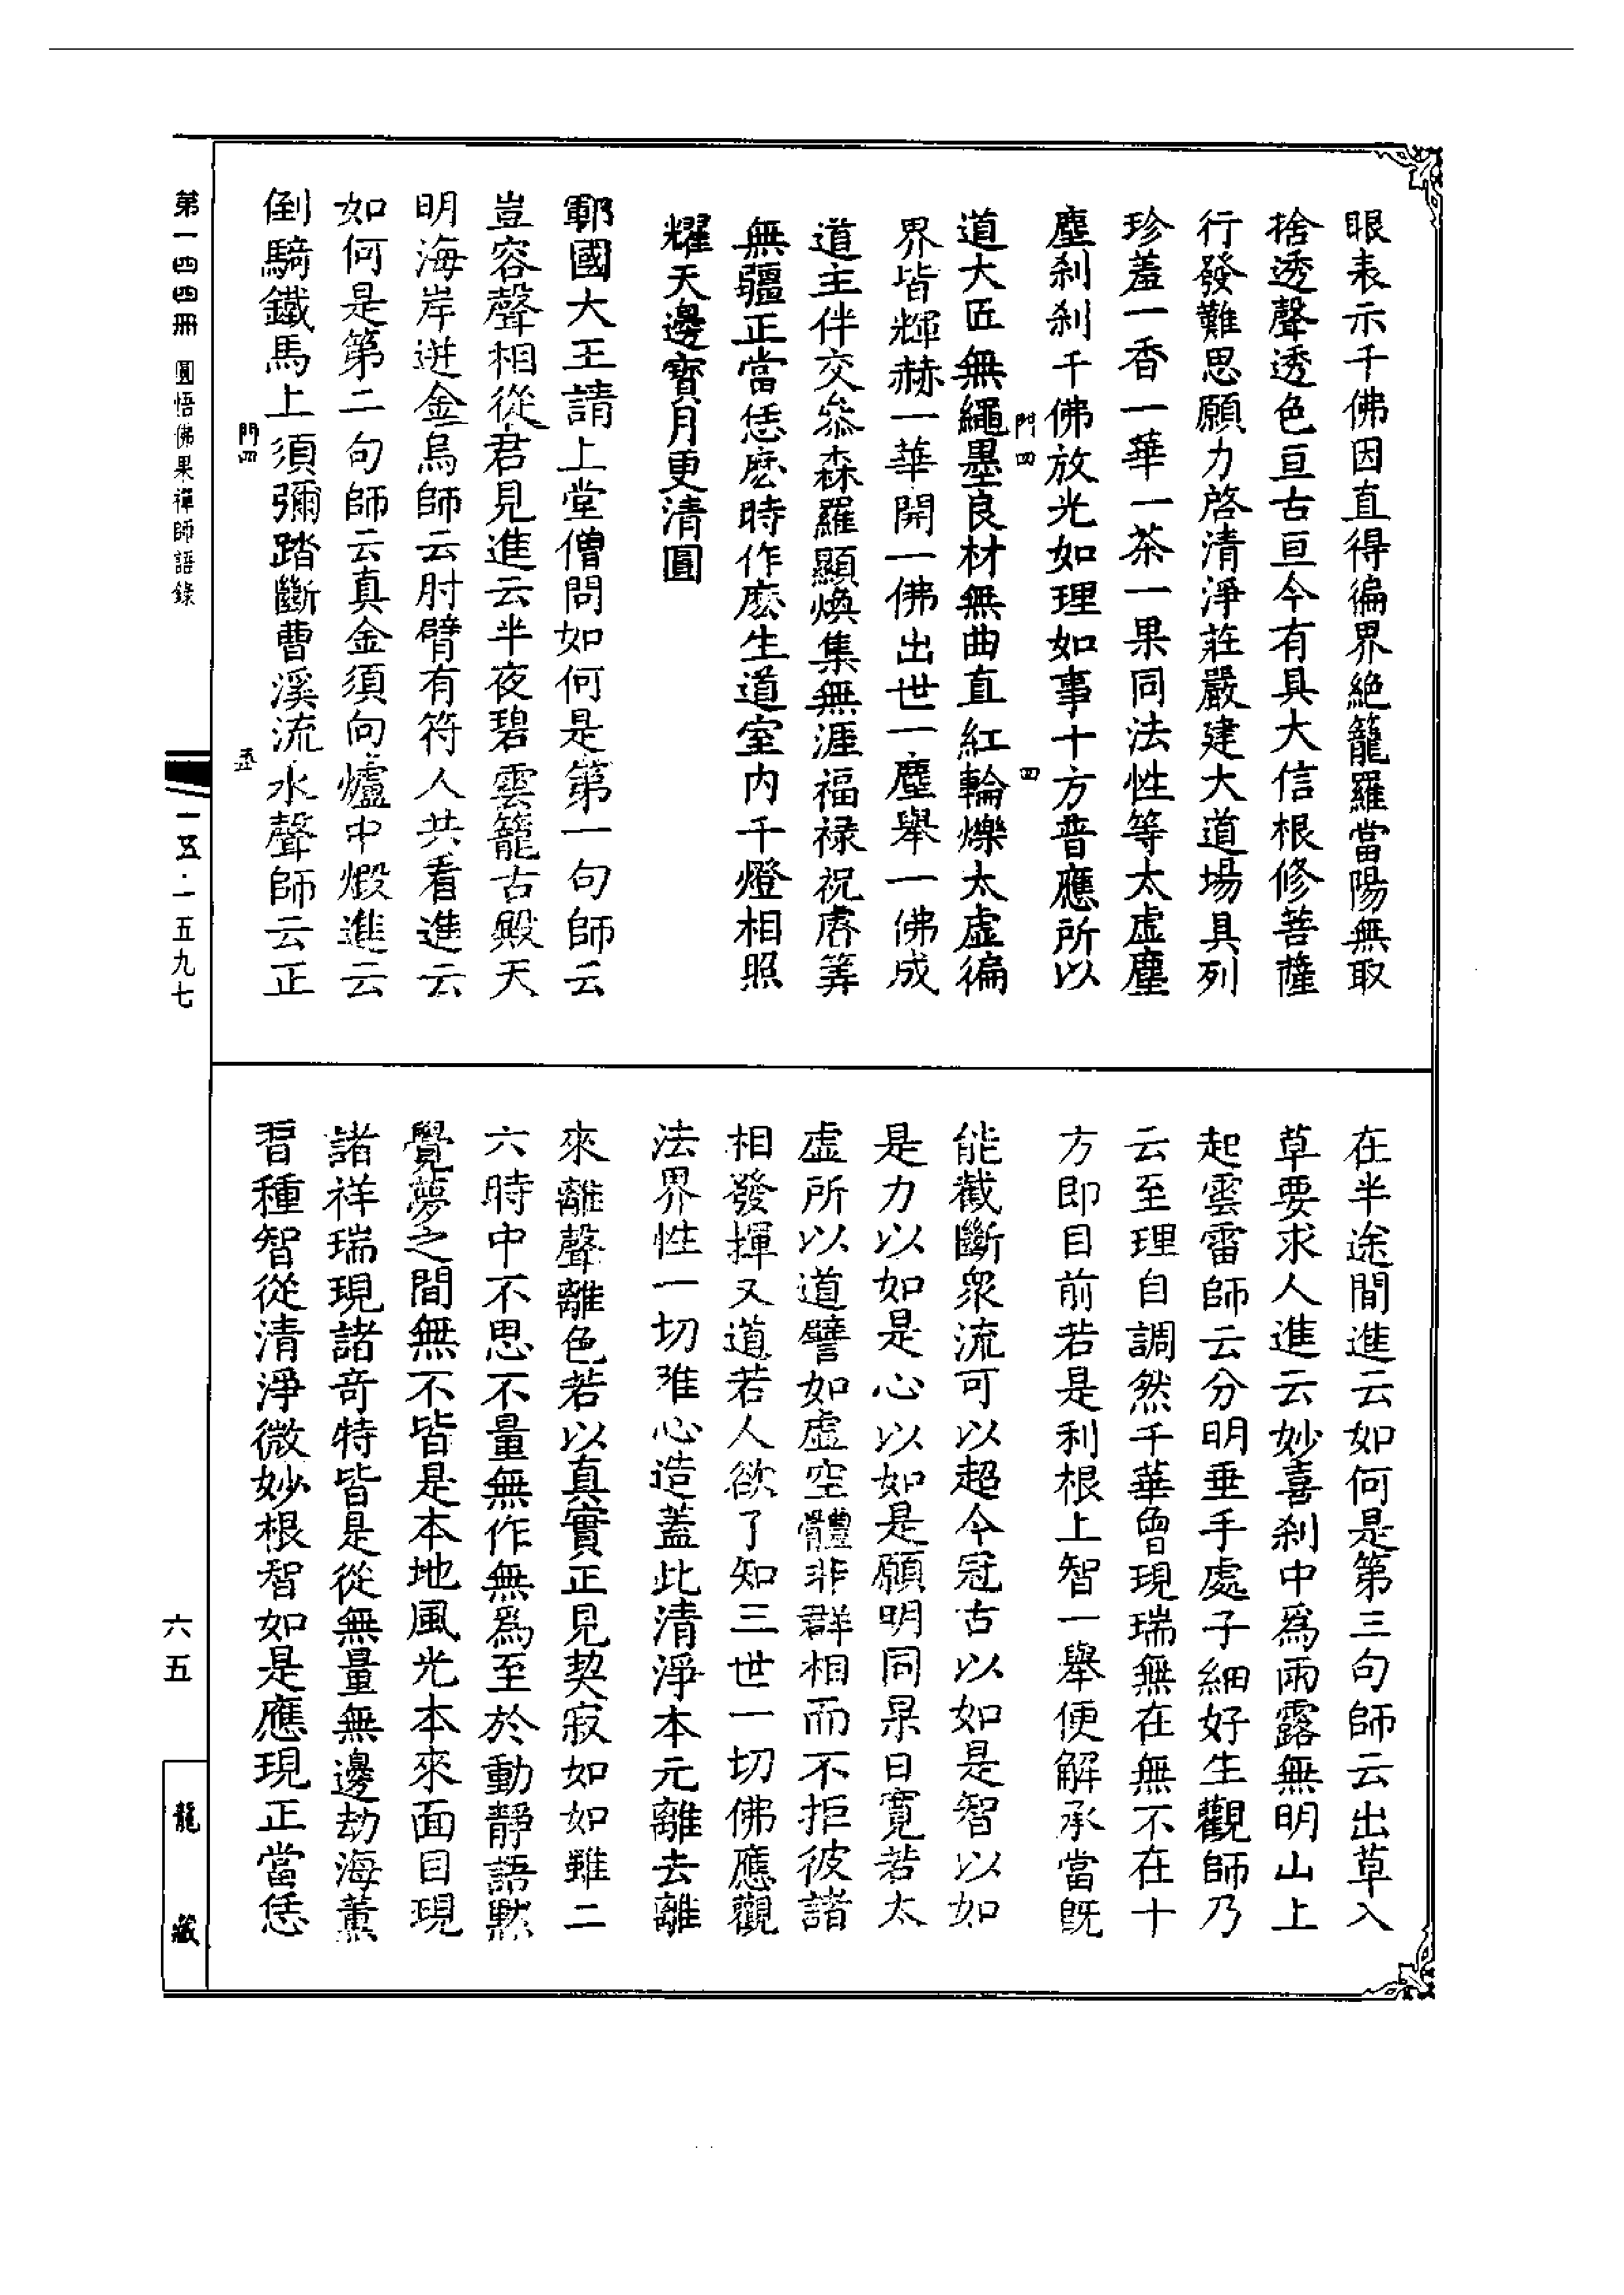 眼表示千佛因直得徧界絶籠羅當陽無取
捨透聲透色亘古亘今有具大信根修菩薩
行發難思願力啓清淨莊嚴建大道場具列
珍羞一香一華一茶一果同法性等太虛塵
塵刹刹千佛放光如理如事十方普應所以
門四
四
道大匠無繩墨良材無曲直紅輪爍太虛徧
界皆輝赫一華開一佛出世一塵舉一佛成
道主伴交叅森羅顯煥集無涯福禄祝睿筭
無疆正當恁麽時作麽生道室内千燈相照
耀天邊寶月更清圓
鄆國大王請上堂僧問如何是第一句師云
豈容聲相從君見進云半夜碧雲籠古殿天
明海岸迸金烏師云肘臂有符人共看進云
如何是第二句師云真金須向爐中煅進云
倒騎鐵馬上須彌踏斷曹溪流水聲師云正
門四
五
在半途間進云如何是第三句師云出草入
草要求人進云妙喜刹中爲雨露無明山上
起雲雷師云分明垂手處子細好生觀師乃
云至理自調然千華曾現瑞無在無不在十
方即目前若是利根上智一舉便解承當既
能截斷衆流可以超今冠古以如是智以如
是力以如是心以如是願明同杲日寬若太
虛所以道譬如虛空體非群相而不拒彼諸
相發揮又道若人欲了知三世一切佛應觀
法界性一切唯心造蓋此清淨本元離去離
來離聲離色若以真實正見契寂如如雖二
六時中不思不量無作無爲至於動靜語黙
覺夢之間無不皆是本地風光本來面目現
諸祥瑞現諸竒特皆是從無量無邊劫海薰
習種智從清淨微妙根智如是應現正當恁
第一四四冊 圓悟佛果禪師語錄
一五·一五九七
六五
龍藏